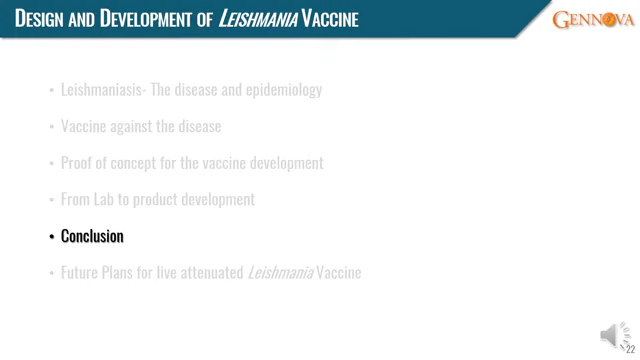 DESIGN AND DEVELOPMENT OF LEISHMANIA VACCINE
GENNOVA
• Leishmaniasis- The disease and epidemiology
• Vaccine against the disease
• Proof of concept for the vaccine development
• From Lab to product development
• Conclusion
• Future Plans for live attenuated Leishmania Vaccine
22